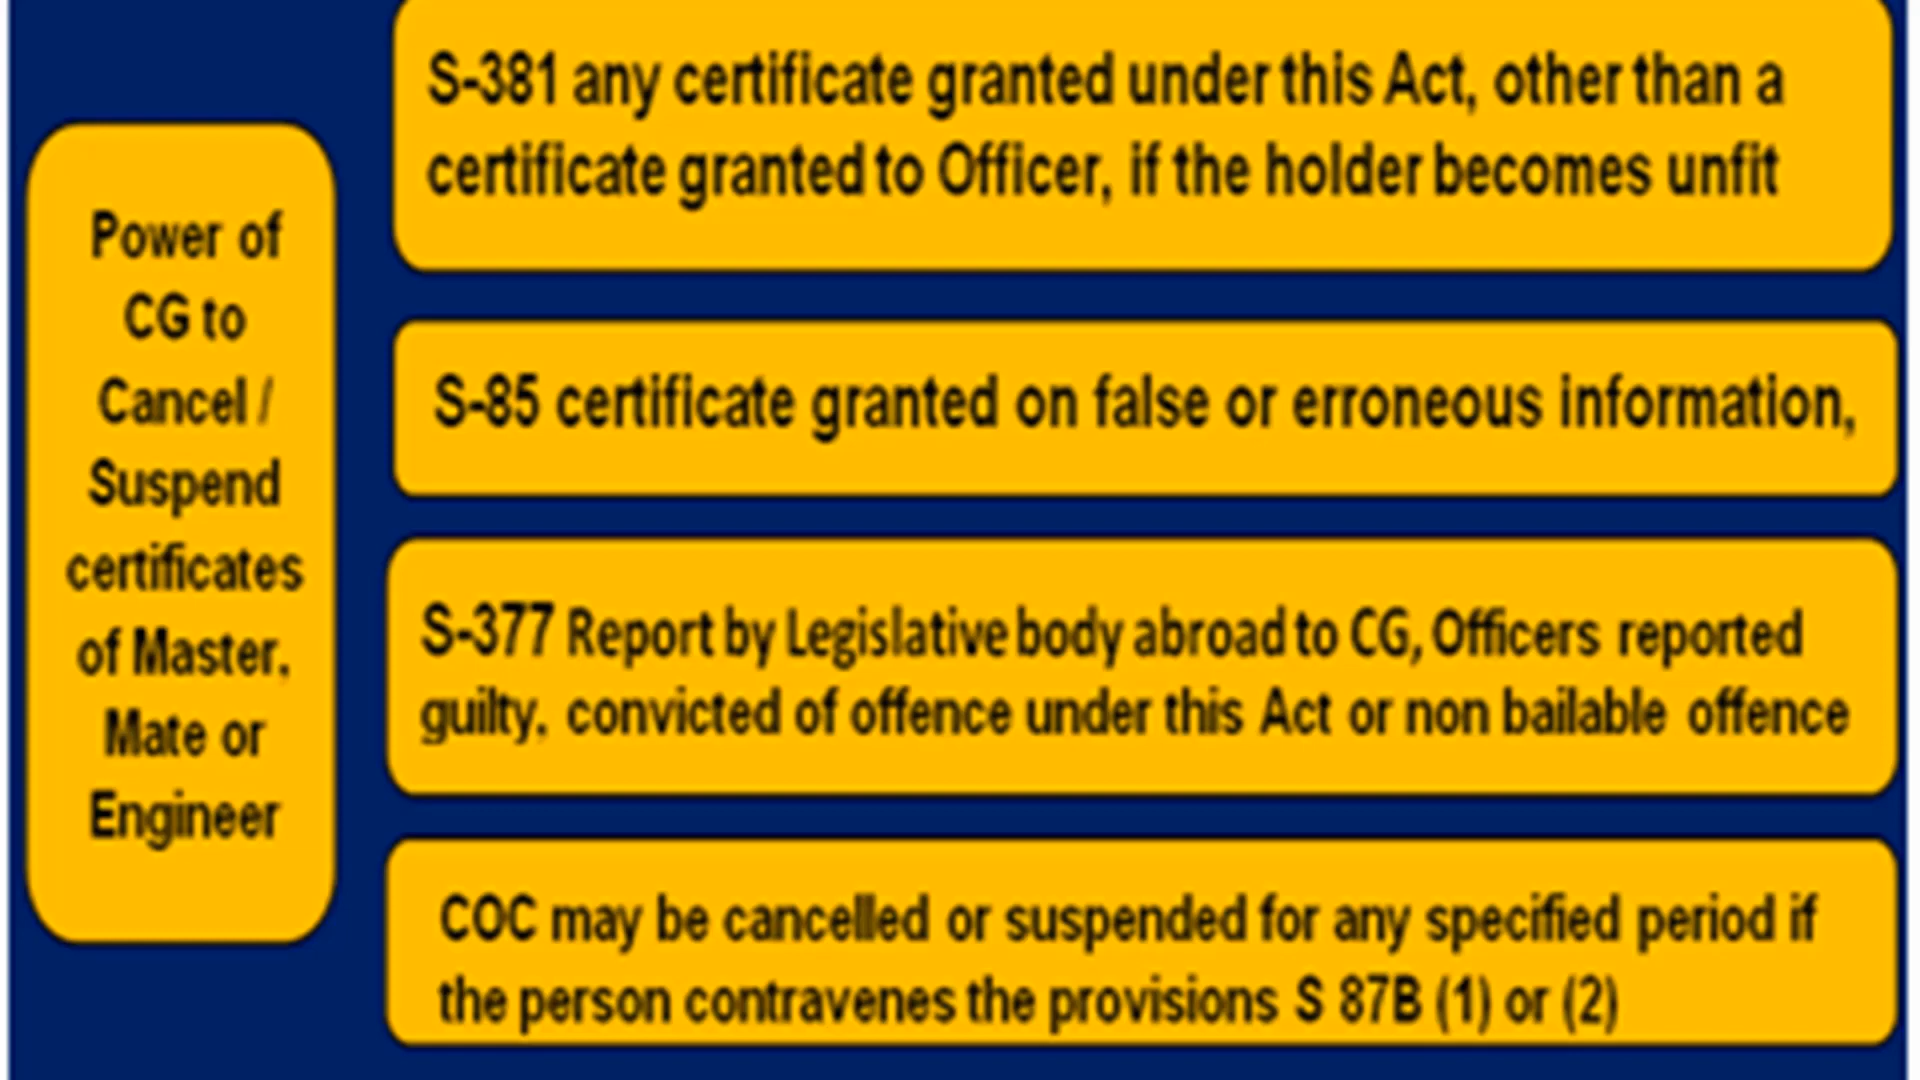 Power of
CG to
Cancel /
Suspend
certificates
of Master,
Mate or
Engineer
S-381 any certificate granted under this Act, other than a
certificate granted to Officer, if the holder becomes unfit
S-85 certificate granted on false or erroneous information,
S-377 Report by Legislative body abroad to CG, Officers reported
guilty, convicted of offence under this Act or non bailable offence
COC may be cancelled or suspended for any specified period if
the person contravenes the provisions S 87B (1) or (2)